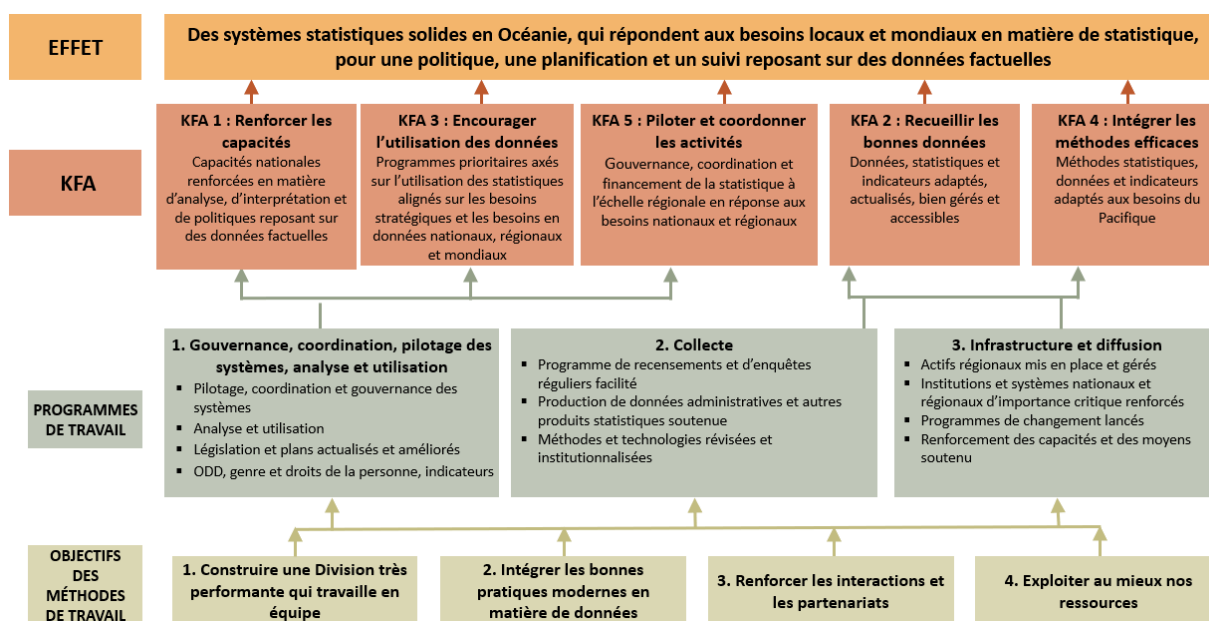 EFFET
Des systèmes statistiques solides en Océanie, qui répondent aux besoins locaux et mondiaux en matière de statistique,
pour une politique, une planification et un suivi reposant sur des données factuelles
KFA
KFA 1 : Renforcer les
capacités
Capacités nationales
renforcées en matière
d’analyse, d’interprétation et
de politiques reposant sur
des données factuelles
KFA 3 : Encourager
l’utilisation des données
Programmes prioritaires axés
sur l’utilisation des statistiques
alignés sur les besoins
stratégiques et les besoins en
données nationaux, régionaux
et mondiaux
KFA 5 : Piloter et coordonner
les activités
Gouvernance, coordination et
financement de la statistique à
l’échelle régionale en réponse aux
besoins nationaux et régionaux
KFA 2 : Recueillir les
bonnes données
Données, statistiques et
indicateurs adaptés,
actualisés, bien gérés et
accessibles
KFA 4 : Intégrer les
méthodes efficaces
Méthodes statistiques,
données et indicateurs
adaptés aux besoins du
Pacifique
PROGRAMMES
DE TRAVAIL
1. Gouvernance, coordination, pilotage des
systèmes, analyse et utilisation
▪ Pilotage, coordination et gouvernance des
systèmes
▪ Analyse et utilisation
▪ Législation et plans actualisés et améliorés
▪ ODD, genre et droits de la personne, indicateurs
2. Collecte
▪ Programme de recensements et d’enquêtes
réguliers facilité
▪ Production de données administratives et autres
produits statistiques soutenue
▪ Méthodes et technologies révisées et
institutionnalisées
3. Infrastructure et diffusion
▪ Actifs régionaux mis en place et gérés
▪ Institutions et systèmes nationaux et
régionaux d’importance critique renforcés
▪ Programmes de changement lancés
▪ Renforcement des capacités et des moyens
soutenu
OBJECTIFS
DES
MÉTHODES
DE TRAVAIL
1. Construire une Division très
performante qui travaille en
équipe
2. Intégrer les bonnes
pratiques modernes en
matière de données
3. Renforcer les interactions et
les partenariats
4. Exploiter au mieux nos
ressources